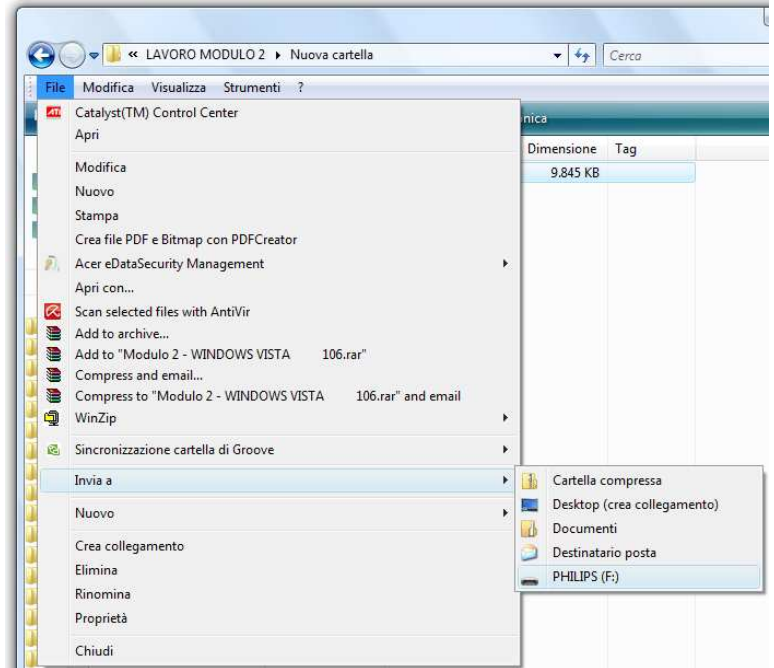 « LAVORO MODULO 2 Nuova cartella
Cerca
File Modifica Visualizza Strumenti ?
ATI Catalyst(TM) Control Center
Apri
Modifica
Nuovo
Stampa
Crea file PDF e Bitmap con PDFCreator
Acer eDataSecurity Management
Apri con...
Scan selected files with AntiVir
Add to archive...
Add to "Modulo 2 - WINDOWS VISTA 106.rar"
Compress and email...
Compress to "Modulo 2 - WINDOWS VISTA 106.rar" and email
WinZip
Sincronizzazione cartella di Groove
Invia a
Nuovo
Crea collegamento
Elimina
Rinomina
Proprietà
Chiudi
Dimensione Tag
9.845 KB
Cartella compressa
Desktop (crea collegamento)
Documenti
Destinatario posta
PHILIPS (F:)